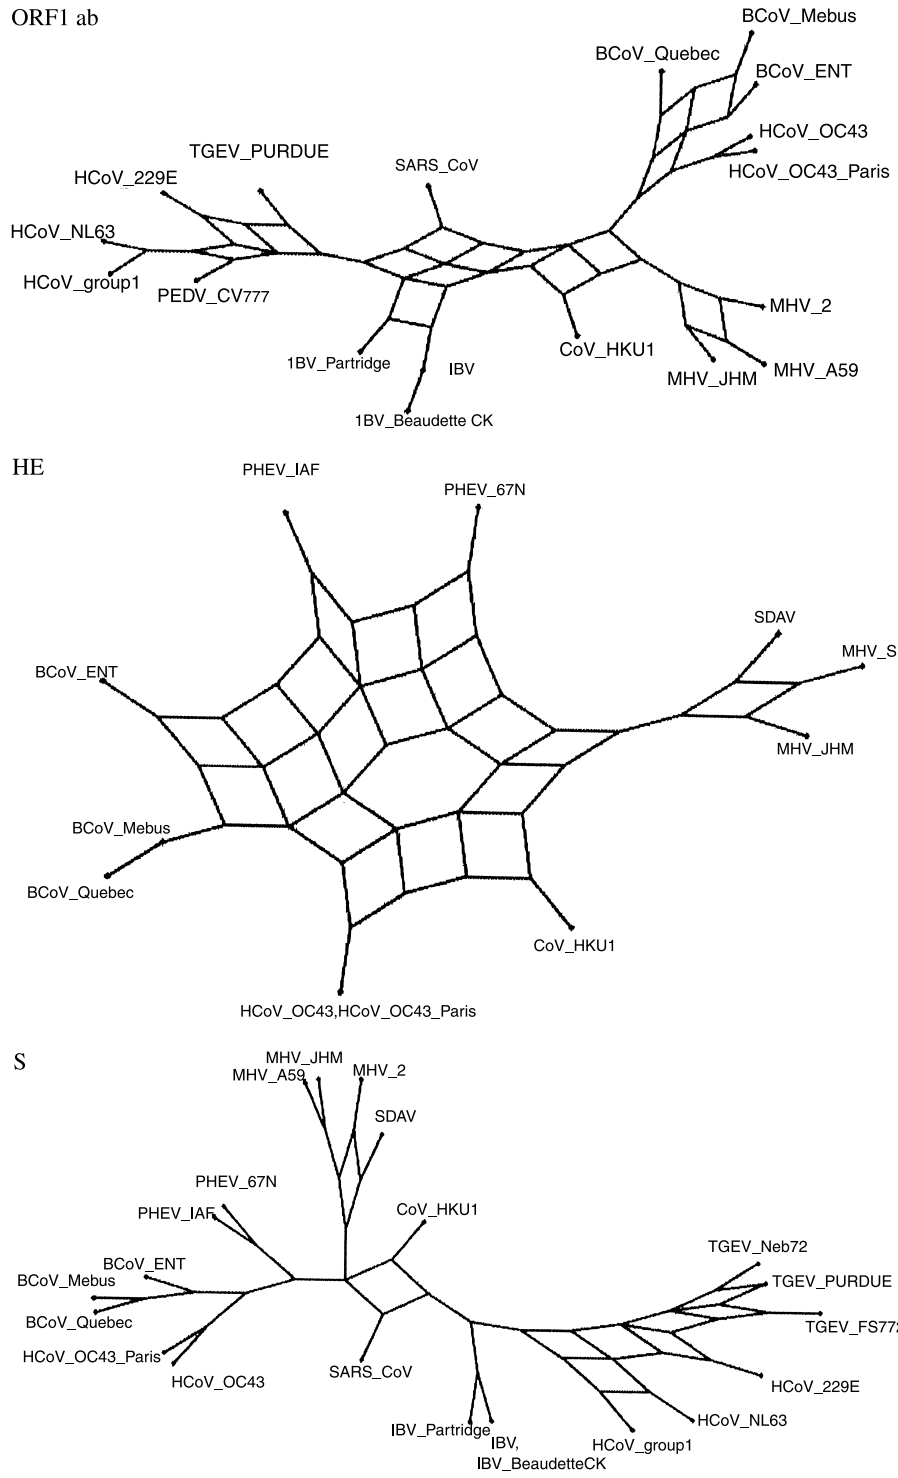 ORF1 ab
BCoV_Mebus
BCoV_Quebec
BCoV_ENT
HCoV_OC43
TGEV_PURDUE
SARS_CoV
HCoV_OC43_Paris
HCoV_229E
HCoV_NL63
HCoV_group1
PEDV_CV777
MHV_2
CoV_HKU1
1BV_Partridge
IBV
MHV_JHM
MHV_A59
1BV_Beaudette CK
HE
PHEV_IAF
PHEV_67N
SDAV
MHV_S
BCoV_ENT
MHV_JHM
BCoV_Mebus
BCoV_Quebec
CoV_HKU1
HCoV_OC43,HCoV_OC43_Paris
S
MHV_JHM
MHV_A59
MHV_2
SDAV
PHEV_67N
PHEV_IAF
CoV_HKU1
TGEV_Neb72
BCoV_ENT
BCoV_Mebus
TGEV_PURDUE
BCoV_Quebec
TGEV_FS772
HCoV_OC43_Paris
SARS_CoV
HCoV_OC43
HCoV_229E
IBV_Partridge
HCoV_NL63
IBV,
HCoV_group1
IBV_BeaudetteCK